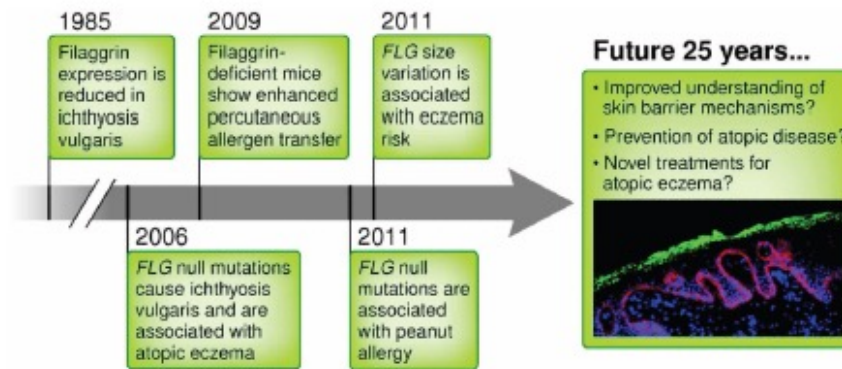 1985
Filaggrin
expression is
reduced in
ichthyosis
vulgaris
2009
Filaggrin-
deficient mice
show enhanced
percutaneous
allergen transfer
2011
FLG size
variation is
associated with
eczema
risk
2006
FLG null mutations
cause ichthyosis
vulgaris and are
associated with
atopic eczema
2011
FLG null
mutations are
associated
with peanut
allergy
Future 25 years...
• Improved understanding of
skin barrier mechanisms?
• Prevention of atopic disease?
• Novel treatments for
atopic eczema?